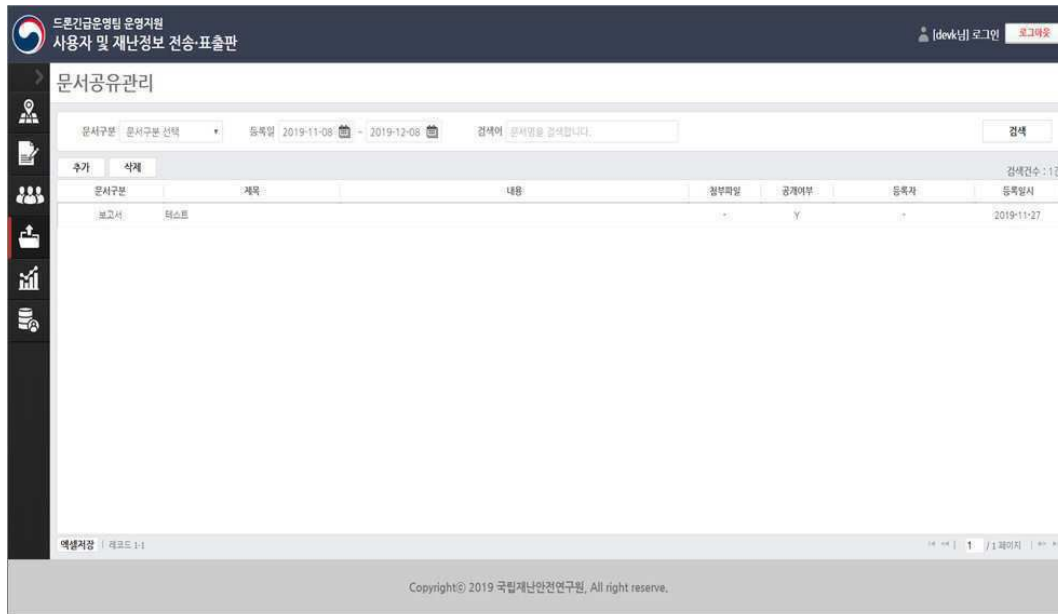 드론긴급운영팀 운영지원
사용자 및 재난정보 전송·표출판
[devk님] 로그인 로그아웃
문서공유관리
문서구분 문서구분 선택 등록일 2019-11-08 - 2019-12-08 검색어 문서명을 검색합니다. 검색
추가 삭제
검색건수 : 1건
문서구분 제목 내용 첨부파일 공개여부 등록자 등록일시
보고서 테스트 - Y - 2019-11-27
엑셀저장 레코드 1-1 1 / 1 페이지
Copyrightⓒ 2019 국립재난안전연구원, All right reserve.